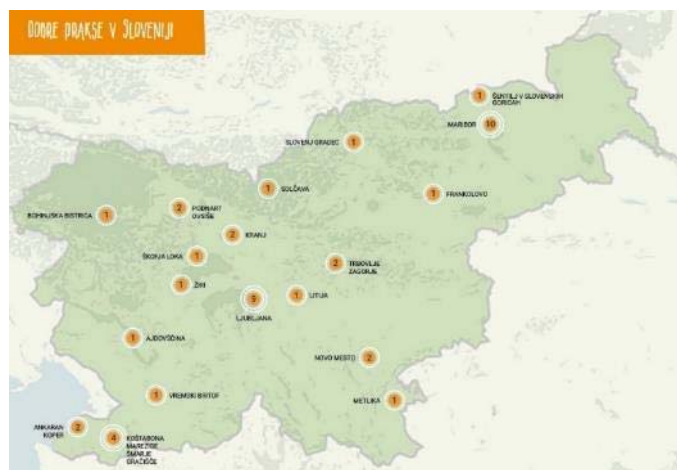 DOBRE PRAKSE V SLOVENIJI
1
ŠENTILJ V SLOVENSKIH
GORICAH
MARIBOR
10
SLOVENJ GRADEC
1
1
SOLČAVA
1
FRANKOLOVO
BOHINJSKA BISTRICA
1
2
PODNART
OVSIŠE
2
KRANJ
ŠKOFJA LOKA
1
2
TRBOVLJE
ZAGORJE
1
ŽIRI
1
LITIJA
LJUBLJANA
1
AJDOVŠČINA
NOVO MESTO
2
1
VREMSKI BRITOF
METLIKA
1
ANKARAN
KOPER
2
4
KOŠTABONA
MAREZIGE
ŠMARJE
GRAČIŠČE